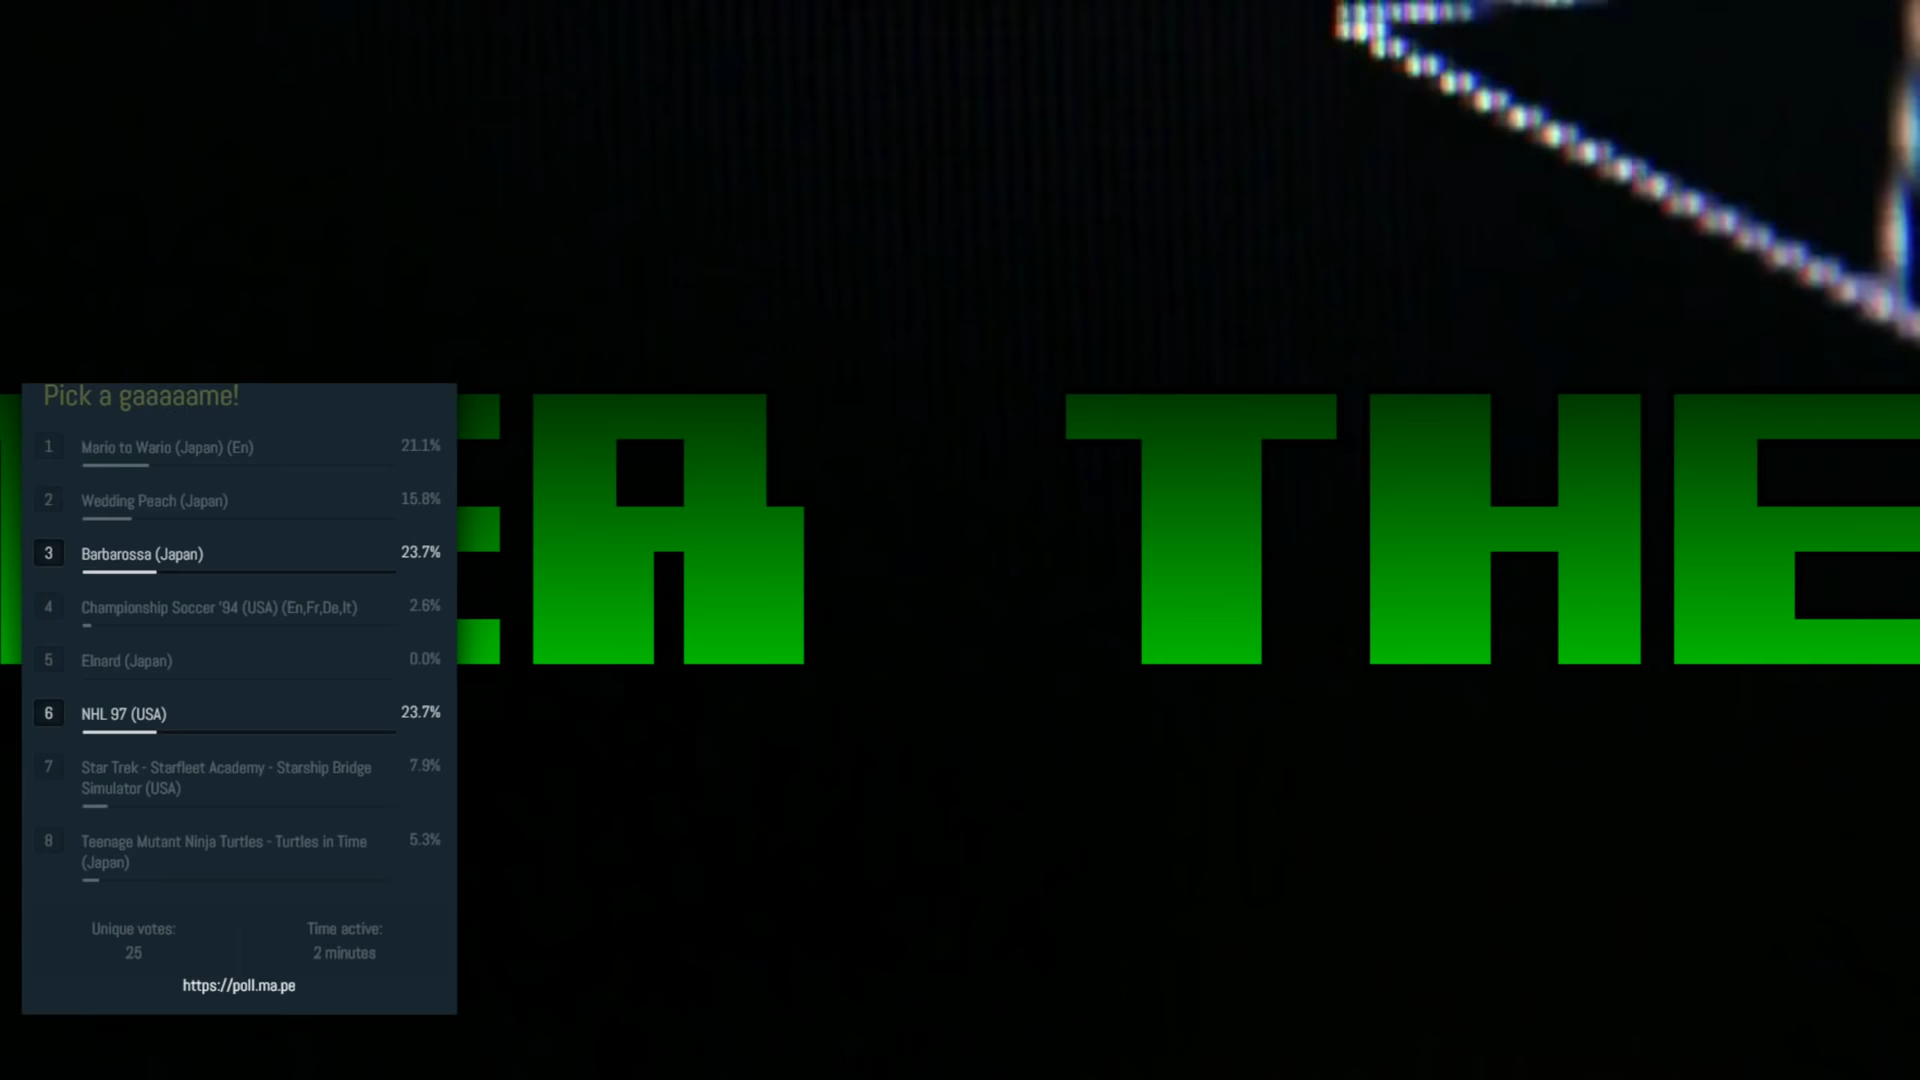 Pick a gaaaaame!
1 Mario to Wario (Japan) (En) 21.1%
2 Wedding Peach (Japan) 15.8%
3 Barbarossa (Japan) 23.7%
4 Championship Soccer '94 (USA) (En,Fr,De,It) 2.6%
5 Elnard (Japan) 0.0%
6 NHL 97 (USA) 23.7%
7 Star Trek - Starfleet Academy - Starship Bridge 7.9%
Simulator (USA)
8 Teenage Mutant Ninja Turtles - Turtles in Time 5.3%
(Japan)
Unique votes: Time active:
25 2 minutes
https://poll.ma.pe
ER THE